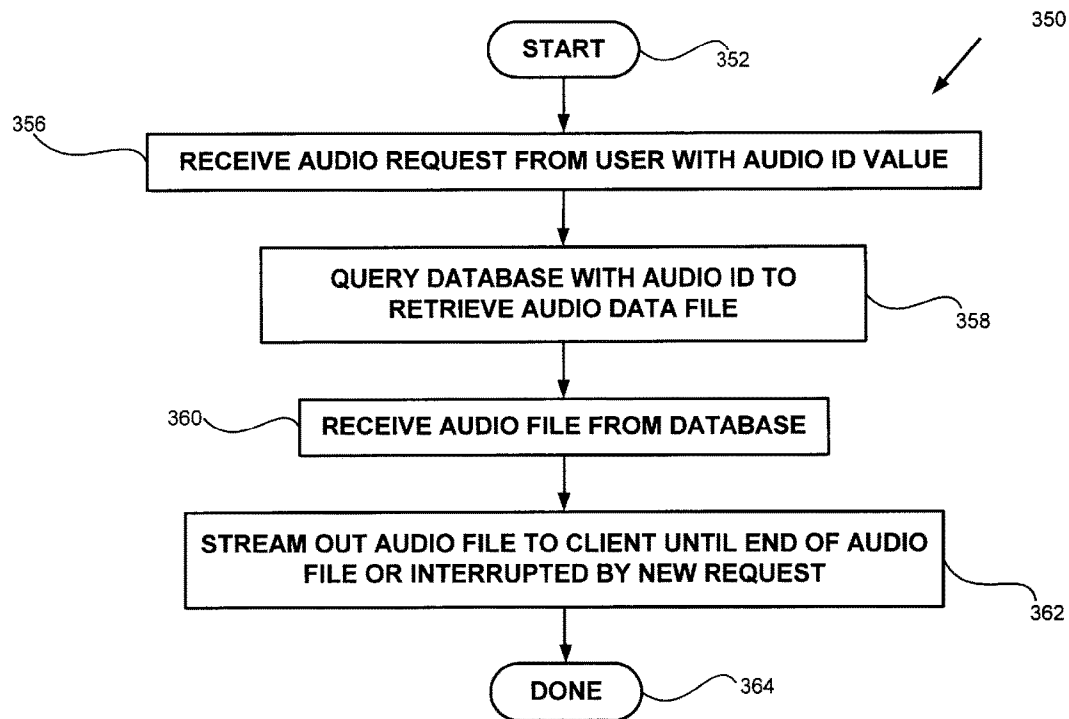 350
START
352
356
RECEIVE AUDIO REQUEST FROM USER WITH AUDIO ID VALUE
QUERY DATABASE WITH AUDIO ID TO
RETRIEVE AUDIO DATA FILE
358
360
RECEIVE AUDIO FILE FROM DATABASE
STREAM OUT AUDIO FILE TO CLIENT UNTIL END OF AUDIO
FILE OR INTERRUPTED BY NEW REQUEST
362
DONE
364